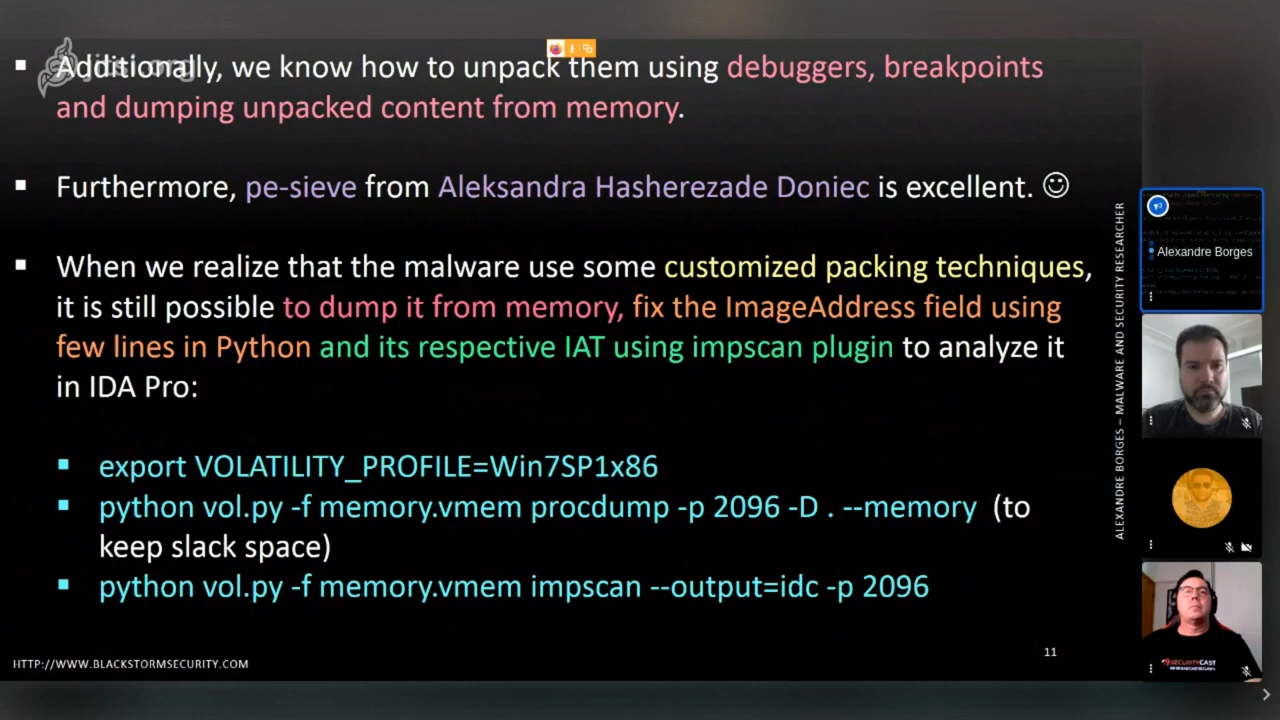 jitsi.org
Additionally, we know how to unpack them using debuggers, breakpoints
and dumping unpacked content from memory.
Furthermore, pe-sieve from Aleksandra Hasherezade Doniec is excellent. ☺
When we realize that the malware use some customized packing techniques,
it is still possible to dump it from memory, fix the ImageAddress field using
few lines in Python and its respective IAT using impscan plugin to analyze it
in IDA Pro:
export VOLATILITY_PROFILE=Win7SP1x86
python vol.py -f memory.vmem procdump -p 2096 -D . --memory (to
keep slack space)
python vol.py -f memory.vmem impscan --output=idc -p 2096
HTTP://WWW.BLACKSTORMSECURITY.COM
11
ALEXANDRE BORGES – MALWARE AND SECURITY RESEARCHER
Alexandre Borges
SECURITYCAST